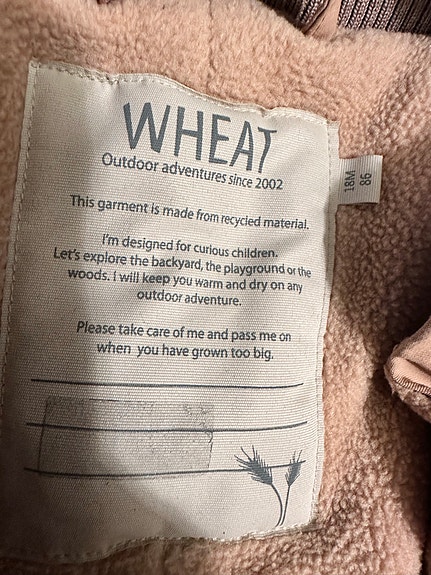 WHEAT
Outdoor adventures since 2002
This garment is made from recycled material.
I'm designed for curious children.
Let's explore the backyard, the playground or the
woods. I will keep you warm and dry on any
outdoor adventure.
Please take care of me and pass me on
when you have grown too big.
18M
86